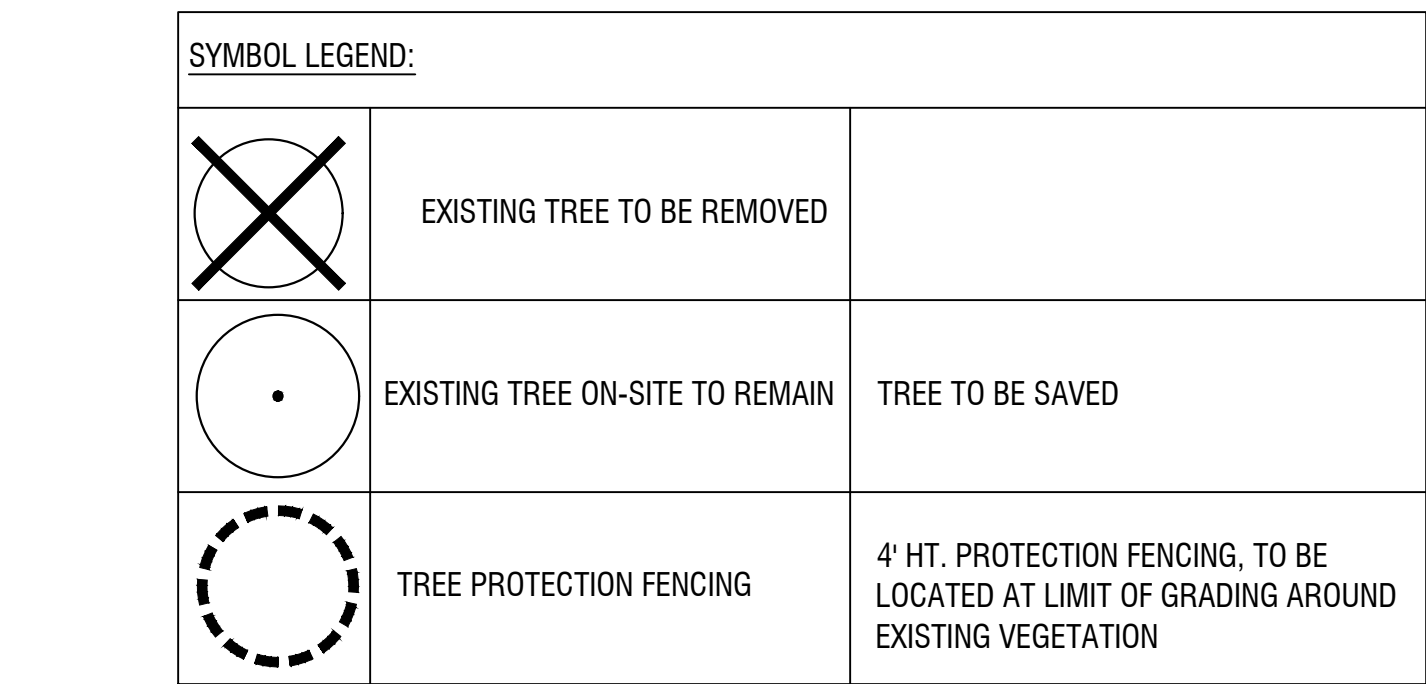 SYMBOL LEGEND:
EXISTING TREE TO BE REMOVED
EXISTING TREE ON-SITE TO REMAIN
TREE TO BE SAVED
TREE PROTECTION FENCING
4' HT. PROTECTION FENCING, TO BE
LOCATED AT LIMIT OF GRADING AROUND
EXISTING VEGETATION